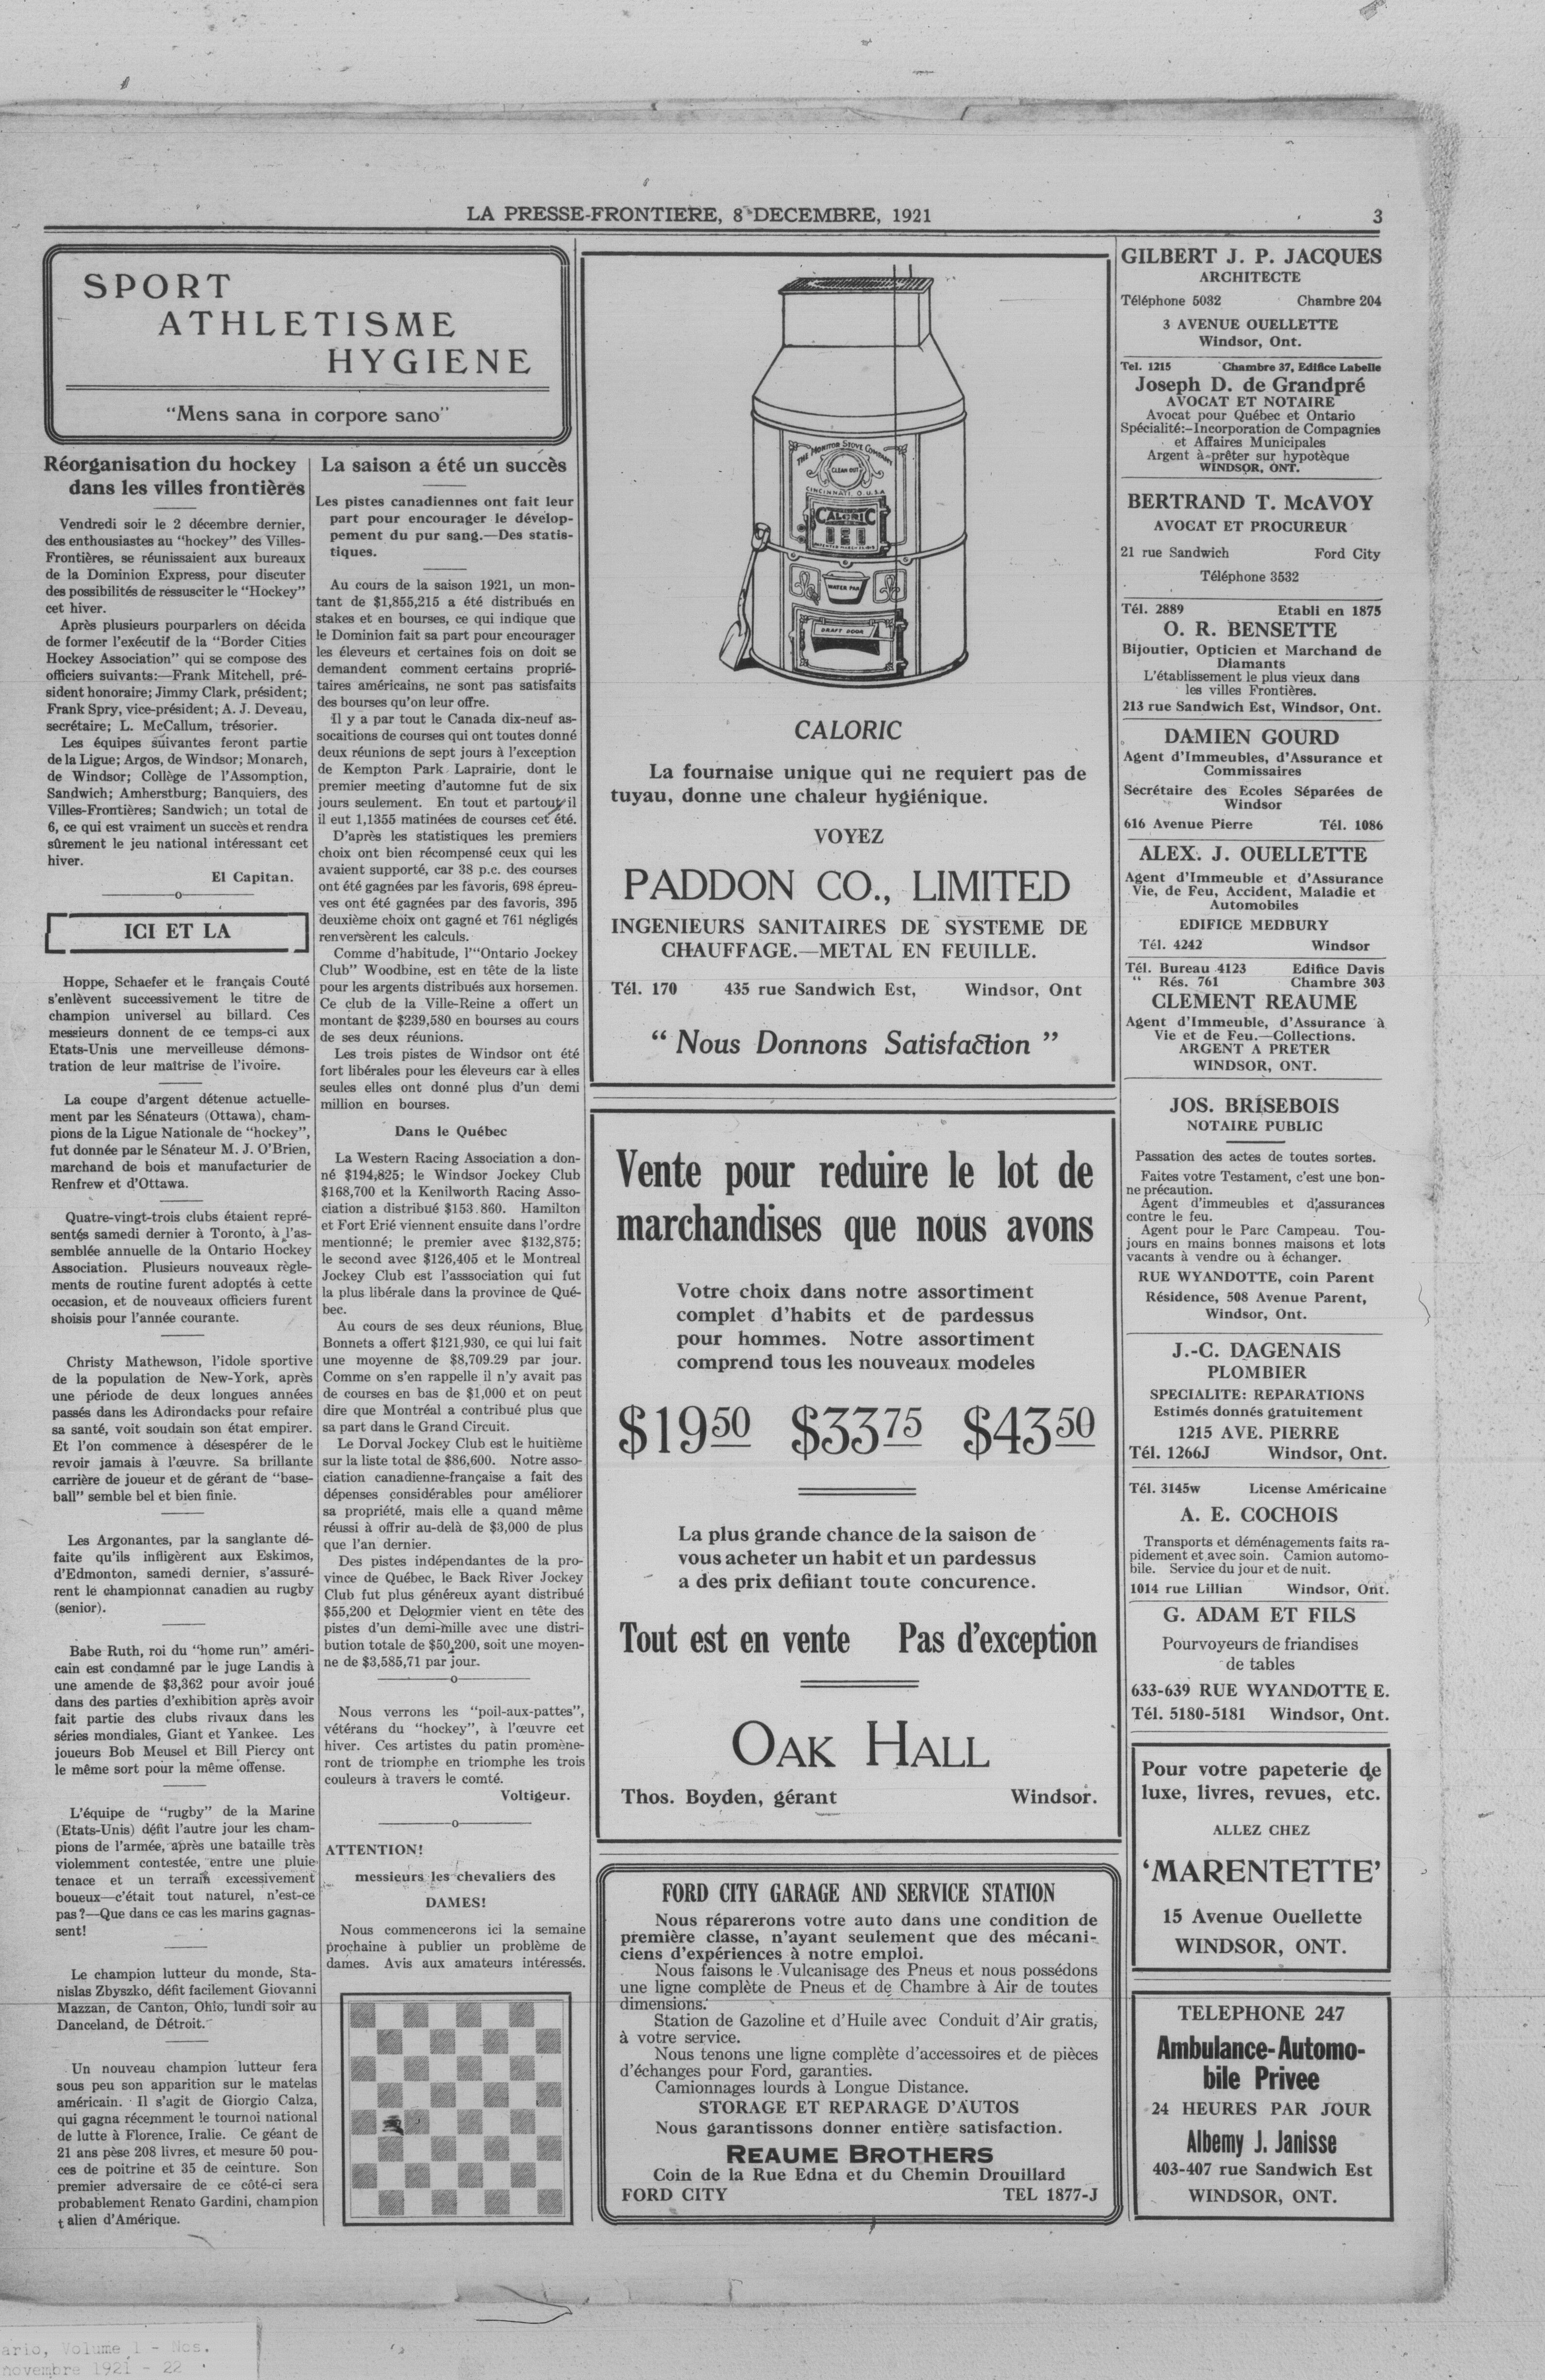 LA PRESSE-FRONTIERE, 8 DECEMBRE, 1921
3
SPORT
ATHLETISME
HYGIENE
"Mens sana in corpore sano"
Réorganisation du hockey
dans les villes frontières
Vendredi soir le 2 décembre dernier,
des enthousiastes au "hockey" des Villes-
Frontières, se réunissaient aux bureaux
de la Dominion Express, pour discuter
des possibilités de ressusciter le "Hockey"
cet hiver.
Après plusieurs pourparlers on décida
de former l'exécutif de la "Border Cities
Hockey Association" qui se compose des
officiers suivants:—Frank Mitchell, pré-
sident honoraire; Jimmy Clark, président;
Frank Spry, vice-président; A. J. Deveau,
secrétaire; L. McCallum, trésorier.
Les équipes suivantes feront partie
de la Ligue; Argos, de Windsor; Monarch,
de Windsor; Collège de l'Assomption,
Sandwich; Amherstburg; Banquiers, des
Villes-Frontières; Sandwich; un total de
6, ce qui est vraiment un succès et rendra
sûrement le jeu national intéressant cet
hiver.
El Capitan.
ICI ET LA
Hoppe, Schaefer et le français Couté
s'enlèvent successivement le titre de
champion universel au billard. Ces
messieurs donnent de ce temps-ci aux
Etats-Unis une merveilleuse démons-
tration de leur maîtrise de l'ivoire.
La coupe d'argent détenue actuelle-
ment par les Sénateurs (Ottawa), cham-
pions de la Ligue Nationale de "hockey",
fut donnée par le Sénateur M. J. O'Brien,
marchand de bois et manufacturier de
Renfrew et d'Ottawa.
Quatre-vingt-trois clubs étaient repré-
sentés samedi dernier à Toronto, à l'as-
semblée annuelle de la Ontario Hockey
Association. Plusieurs nouveaux règle-
ments de routine furent adoptés à cette
occasion, et de nouveaux officiers furent
shoisis pour l'année courante.
Christy Mathewson, l'idole sportive
de la population de New-York, après
une période de deux longues années
passés dans les Adirondacks pour refaire
sa santé, voit soudain son état empirer.
Et l'on commence à désespérer de le
revoir jamais à l'œuvre. Sa brillante
carrière de joueur et de gérant de "base-
ball" semble bel et bien finie.
Les Argonantes, par la sanglante dé-
faite qu'ils infligèrent aux Eskimos,
d'Edmonton, samedi dernier, s'assuré-
rent le championnat canadien au rugby
(senior).
Babe Ruth, roi du "home run" améri-
cain est condamné par le juge Landis à
une amende de $3,362 pour avoir joué
dans des parties d'exhibition après avoir
fait partie des clubs rivaux dans les
séries mondiales, Giant et Yankee. Les
joueurs Bob Meusel et Bill Piercy ont
le même sort pour la même offense.
L'équipe de "rugby" de la Marine
(Etats-Unis) défit l'autre jour les cham-
pions de l'armée, après une bataille très
violemment contestée, entre une pluie
tenace et un terrain excessivement
boueux—c'était tout naturel, n'est-ce
pas?—Que dans ce cas les marins gagnas-
sent!
Le champion lutteur du monde, Sta-
nislas Zbyszko, défit facilement Giovanni
Mazzan, de Canton, Ohio, lundi soir au
Danceland, de Détroit.
Un nouveau champion lutteur fera
sous peu son apparition sur le matelas
américain. Il s'agit de Giorgio Calza,
qui gagna récemment le tournoi national
de lutte à Florence, Iralie. Ce géant de
21 ans pèse 208 livres, et mesure 50 pou-
ces de poitrine et 35 de ceinture. Son
premier adversaire de ce côté-ci sera
probablement Renato Gardini, champion
t alien d'Amérique.
La saison a été un succès
Les pistes canadiennes ont fait leur
part pour encourager le dévelop-
pement du pur sang.—Des statis-
tiques.
Au cours de la saison 1921, un mon-
tant de $1,855,215 a été distribués en
stakes et en bourses, ce qui indique que
le Dominion fait sa part pour encourager
les éleveurs et certaines fois on doit se
demandent comment certains proprié-
taires américains, ne sont pas satisfaits
des bourses qu'on leur offre.
Il y a par tout le Canada dix-neuf as-
socaitions de courses qui ont toutes donné
deux réunions de sept jours à l'exception
de Kempton Park Laprairie, dont le
premier meeting d'automne fut de six
jours seulement. En tout et partout il
il eut 1,1355 matinées de courses cet été.
D'après les statistiques les premiers
choix ont bien récompensé ceux qui les
avaient supporté, car 38 p.c. des courses
ont été gagnées par les favoris, 698 épreu-
ves ont été gagnées par des favoris, 395
deuxième choix ont gagné et 761 négligés
renversèrent les calculs.
Comme d'habitude, l'"Ontario Jockey
Club" Woodbine, est en tête de la liste
pour les argents distribués aux horsemen.
Ce club de la Ville-Reine a offert un
montant de $239,580 en bourses au cours
de ses deux réunions.
Les trois pistes de Windsor ont été
fort libérales pour les éleveurs car à elles
seules elles ont donné plus d'un demi
million en bourses.
Dans le Québec
La Western Racing Association a don-
né $194,825; le Windsor Jockey Club
$168,700 et la Kenilworth Racing Asso-
ciation a distribué $153.860. Hamilton
et Fort Erié viennent ensuite dans l'ordre
mentionné; le premier avec $132,875;
le second avec $126,405 et le Montreal
Jockey Club est l'asssociation qui fut
la plus libérale dans la province de Qué-
bec.
Au cours de ses deux réunions, Blue
Bonnets a offert $121,930, ce qui lui fait
une moyenne de $8,709.29 par jour.
Comme on s'en rappelle il n'y avait pas
de courses en bas de $1,000 et on peut
dire que Montréal a contribué plus que
sa part dans le Grand Circuit.
Le Dorval Jockey Club est le huitième
sur la liste total de $86,600. Notre asso-
ciation canadienne-française a fait des
dépenses considérables pour améliorer
sa propriété, mais elle a quand même
réussi à offrir au-delà de $3,000 de plus
que l'an dernier.
Des pistes indépendantes de la pro-
vince de Québec, le Back River Jockey
Club fut plus généreux ayant distribué
$55,200 et Delormier vient en tête des
pistes d'un demi-mille avec une distri-
bution totale de $50,200, soit une moyen-
ne de $3,585,71 par jour.
Nous verrons les "poil-aux-pattes",
vétérans du "hockey", à l'œuvre cet
hiver. Ces artistes du patin promène-
ront de triomphe en triomphe les trois
couleurs à travers le comté.
Voltigeur.
ATTENTION!
messieurs les chevaliers des
DAMES!
Nous commencerons ici la semaine
prochaine à publier un problème de
dames. Avis aux amateurs intéressés.
THE MONITOR STOVE COMPANY
CLEAN OUT
CINCINNATI, O. U.S.A
CALORIC
WATER PAN
DRAFT DOOR
CALORIC
La fournaise unique qui ne requiert pas de
tuyau, donne une chaleur hygiénique.
VOYEZ
PADDON CO., LIMITED
INGENIEURS SANITAIRES DE SYSTEME DE
CHAUFFAGE.—METAL EN FEUILLE.
Tél. 170 435 rue Sandwich Est, Windsor, Ont
"Nous Donnons Satisfaction"
Vente pour reduire le lot de
marchandises que nous avons
Votre choix dans notre assortiment
complet d'habits et de pardessus
pour hommes. Notre assortiment
comprend tous les nouveaux modeles
$19 50 $33 75 $43 50
La plus grande chance de la saison de
vous acheter un habit et un pardessus
a des prix defiiant toute concurence.
Tout est en vente Pas d'exception
OAK HALL
Thos. Boyden, gérant Windsor.
FORD CITY GARAGE AND SERVICE STATION
Nous réparerons votre auto dans une condition de
première classe, n'ayant seulement que des mécani-
ciens d'expériences à notre emploi.
Nous faisons le Vulcanisage des Pneus et nous possédons
une ligne complète de Pneus et de Chambre à Air de toutes
dimensions.
Station de Gazoline et d'Huile avec Conduit d'Air gratis,
à votre service.
Nous tenons une ligne complète d'accessoires et de pièces
d'échanges pour Ford, garanties.
Camionnages lourds à Longue Distance.
STORAGE ET REPARAGE D'AUTOS
Nous garantissons donner entière satisfaction.
REAUME BROTHERS
Coin de la Rue Edna et du Chemin Drouillard
FORD CITY TEL 1877-J
GILBERT J. P. JACQUES
ARCHITECTE
Téléphone 5032 Chambre 204
3 AVENUE OUELLETTE
Windsor, Ont.
Tel. 1215 Chambre 37, Edifice Labelle
Joseph D. de Grandpré
AVOCAT ET NOTAIRE
Avocat pour Québec et Ontario
Spécialité:—Incorporation de Compagnies
et Affaires Municipales
Argent à prêter sur hypotèque
WINDSOR, ONT.
BERTRAND T. McAVOY
AVOCAT ET PROCUREUR
21 rue Sandwich Ford City
Téléphone 3532
Tél. 2889 Etabli en 1875
O. R. BENSETTE
Bijoutier, Opticien et Marchand de
Diamants
L'établissement le plus vieux dans
les villes Frontières.
213 rue Sandwich Est, Windsor, Ont.
DAMIEN GOURD
Agent d'Immeubles, d'Assurance et
Commissaires
Secrétaire des Ecoles Séparées de
Windsor
616 Avenue Pierre Tél. 1086
ALEX. J. OUELLETTE
Agent d'Immeuble et d'Assurance
Vie, de Feu, Accident, Maladie et
Automobiles
EDIFICE MEDBURY
Tél. 4242 Windsor
Tél. Bureau 4123 Edifice Davis
" Rés. 761 Chambre 303
CLEMENT REAUME
Agent d'Immeuble, d'Assurance à
Vie et de Feu.—Collections.
ARGENT A PRETER
WINDSOR, ONT.
JOS. BRISEBOIS
NOTAIRE PUBLIC
Passation des actes de toutes sortes.
Faites votre Testament, c'est une bon-
ne précaution.
Agent d'immeubles et d'assurances
contre le feu.
Agent pour le Parc Campeau. Tou-
jours en mains bonnes maisons et lots
vacants à vendre ou à échanger.
RUE WYANDOTTE, coin Parent
Résidence, 508 Avenue Parent,
Windsor, Ont.
J.-C. DAGENAIS
PLOMBIER
SPECIALITE: REPARATIONS
Estimés donnés gratuitement
1215 AVE. PIERRE
Tél. 1266J Windsor, Ont.
Tél. 3145w License Américaine
A. E. COCHOIS
Transports et déménagements faits ra-
pidement et avec soin. Camion automo-
bile. Service du jour et de nuit.
1014 rue Lillian Windsor, Ont.
G. ADAM ET FILS
Pourvoyeurs de friandises
de tables
633-639 RUE WYANDOTTE E.
Tél. 5180-5181 Windsor, Ont.
Pour votre papeterie de
luxe, livres, revues, etc.
ALLEZ CHEZ
'MARENTETTE'
15 Avenue Ouellette
WINDSOR, ONT.
TELEPHONE 247
Ambulance-Automo-
bile Privee
24 HEURES PAR JOUR
Albemy J. Janisse
403-407 rue Sandwich Est
WINDSOR, ONT.
ario, Volume 1 - Nos.
novembre 1921 - 22